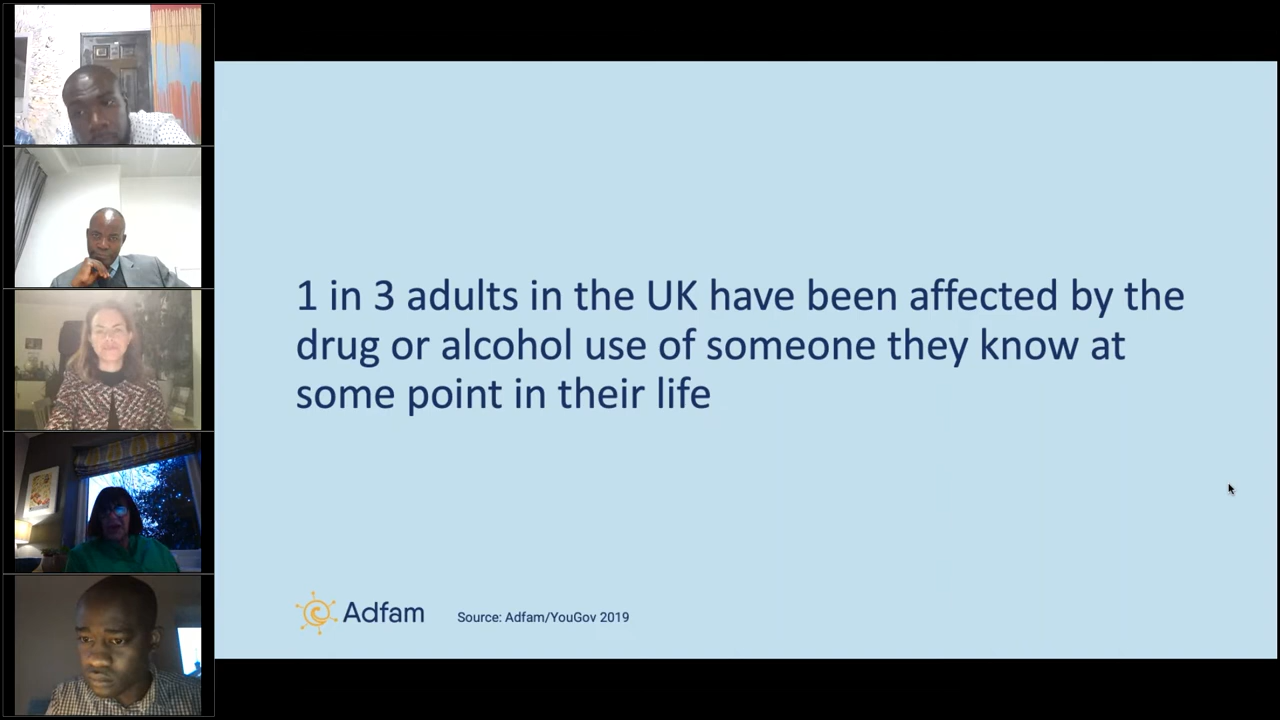 1 in 3 adults in the UK have been affected by the
drug or alcohol use of someone they know at
some point in their life
Adfam
Source: Adfam/YouGov 2019